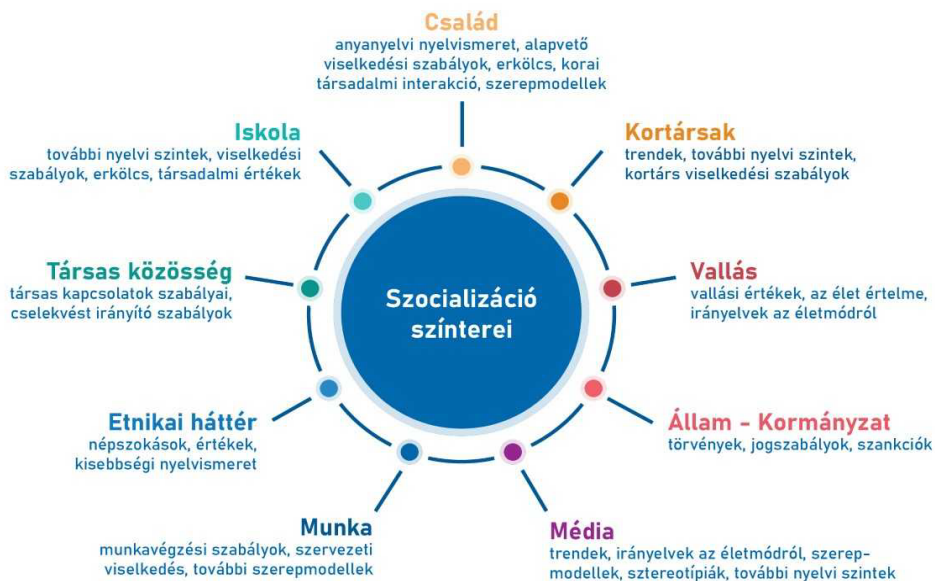 Család
anyanyelvi nyelvismeret, alapvető
viselkedési szabályok, erkölcs, korai
társadalmi interakció, szerepmodellek
Kortársak
trendek, további nyelvi szintek,
kortárs viselkedési szabályok
Vallás
vallási értékek, az élet értelme,
irányelvek az életmódról
Állam - Kormányzat
törvények, jogszabályok, szankciók
Média
trendek, irányelvek az életmódról, szerep-
modellek, sztereotípiák, további nyelvi szintek
Munka
munkavégzési szabályok, szervezeti
viselkedés, további szerepmodellek
Etnikai háttér
népszokások, értékek,
kisebbségi nyelvismeret
Társas közösség
társas kapcsolatok szabályai,
cselekvést irányító szabályok
Iskola
további nyelvi szintek, viselkedési
szabályok, erkölcs, társadalmi értékek
Szocializáció
színterei